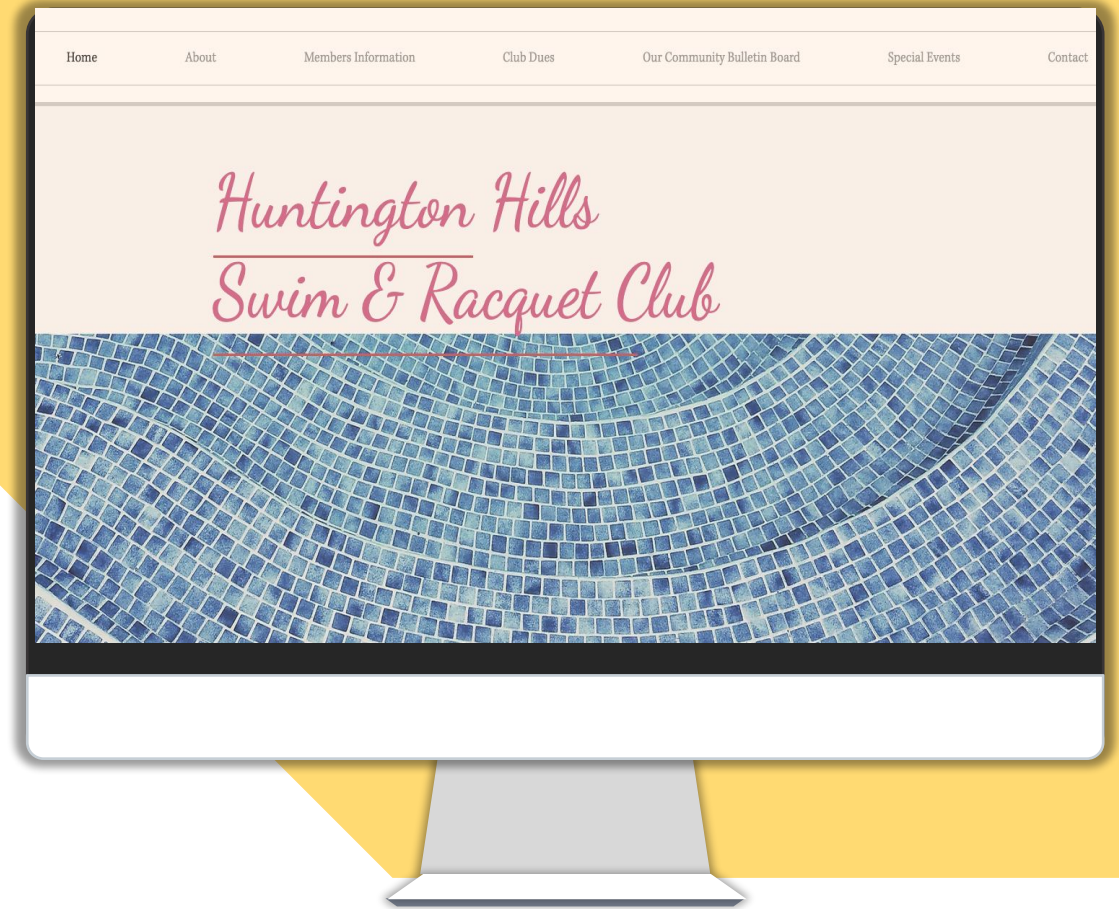 Home About Members Information Club Dues Our Community Bulletin Board Special Events Contact
Huntington Hills
Swim & Racquet Club